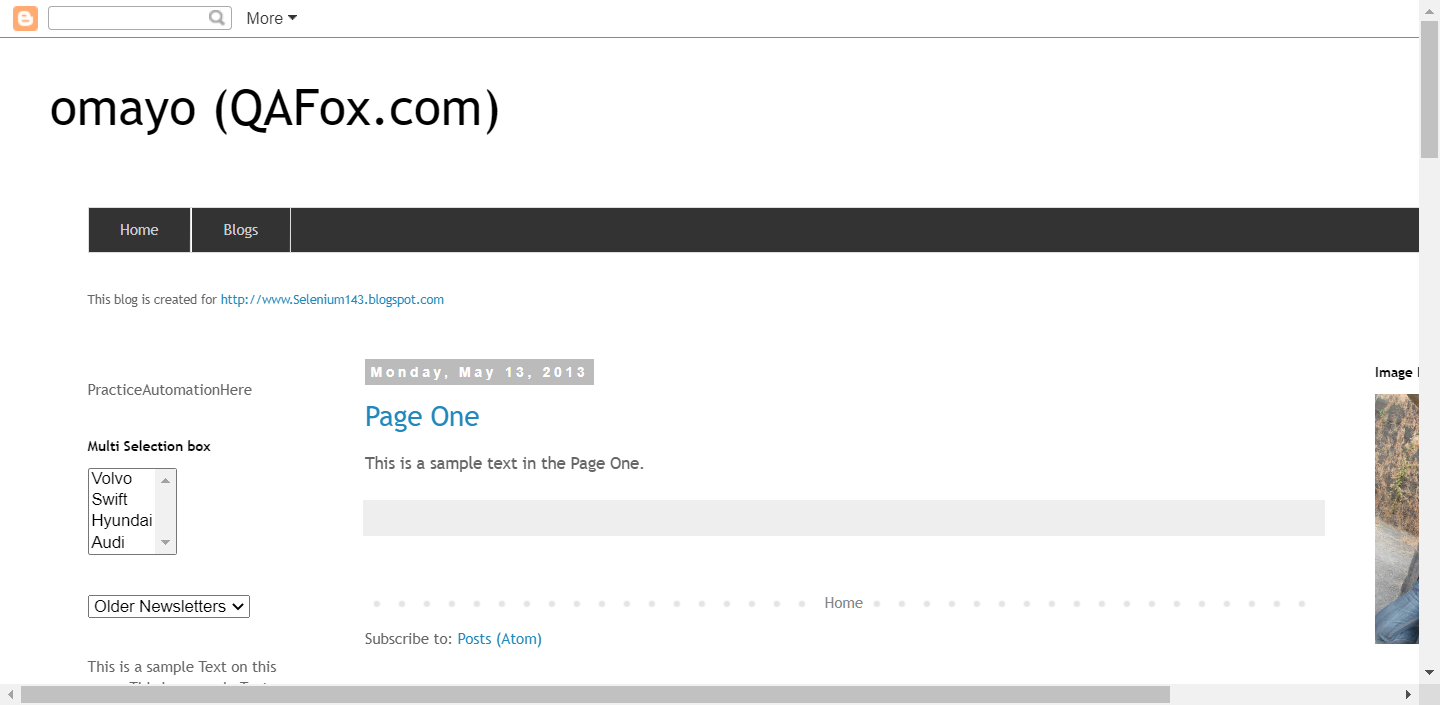 More
omayo (QAFox.com)
Home
Blogs
This blog is created for http://www.Selenium143.blogspot.com
PracticeAutomationHere
Multi Selection box
Volvo
Swift
Hyundai
Audi
Older Newsletters
This is a sample Text on this
Monday, May 13, 2013
Page One
This is a sample text in the Page One.
Home
Subscribe to: Posts (Atom)
Image